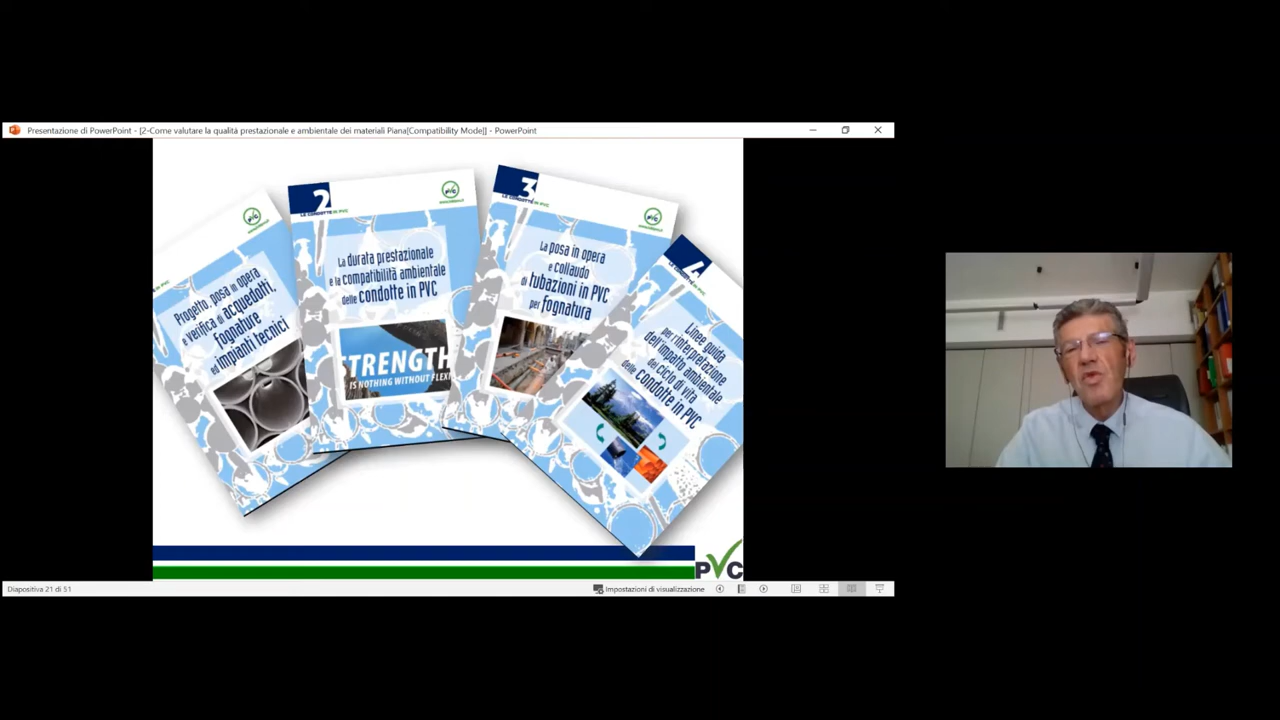 Presentazione di PowerPoint - [2-Come valutare la qualità prestazionale e ambientale dei materiali Piana[Compatibility Mode]] - PowerPoint
Progetto, posa in opera
e verifica di acquedotti,
fognature
ed impianti tecnici
2
LE CONDOTTE IN PVC
PVC
La durata prestazionale
e la compatibilità ambientale
delle condotte in PVC
STRENGTH
IS NOTHING WITHOUT FLEXI
3
LE CONDOTTE IN PVC
PVC
La posa in opera
e collaudo
di tubazioni in PVC
per fognatura
4
LE CONDOTTE IN PVC
Linee guida
per l'interpretazione
dell'impatto ambientale
del ciclo di vita
delle condotte in PVC
PVC
Diapositiva 21 di 51
Impostazioni di visualizzazione